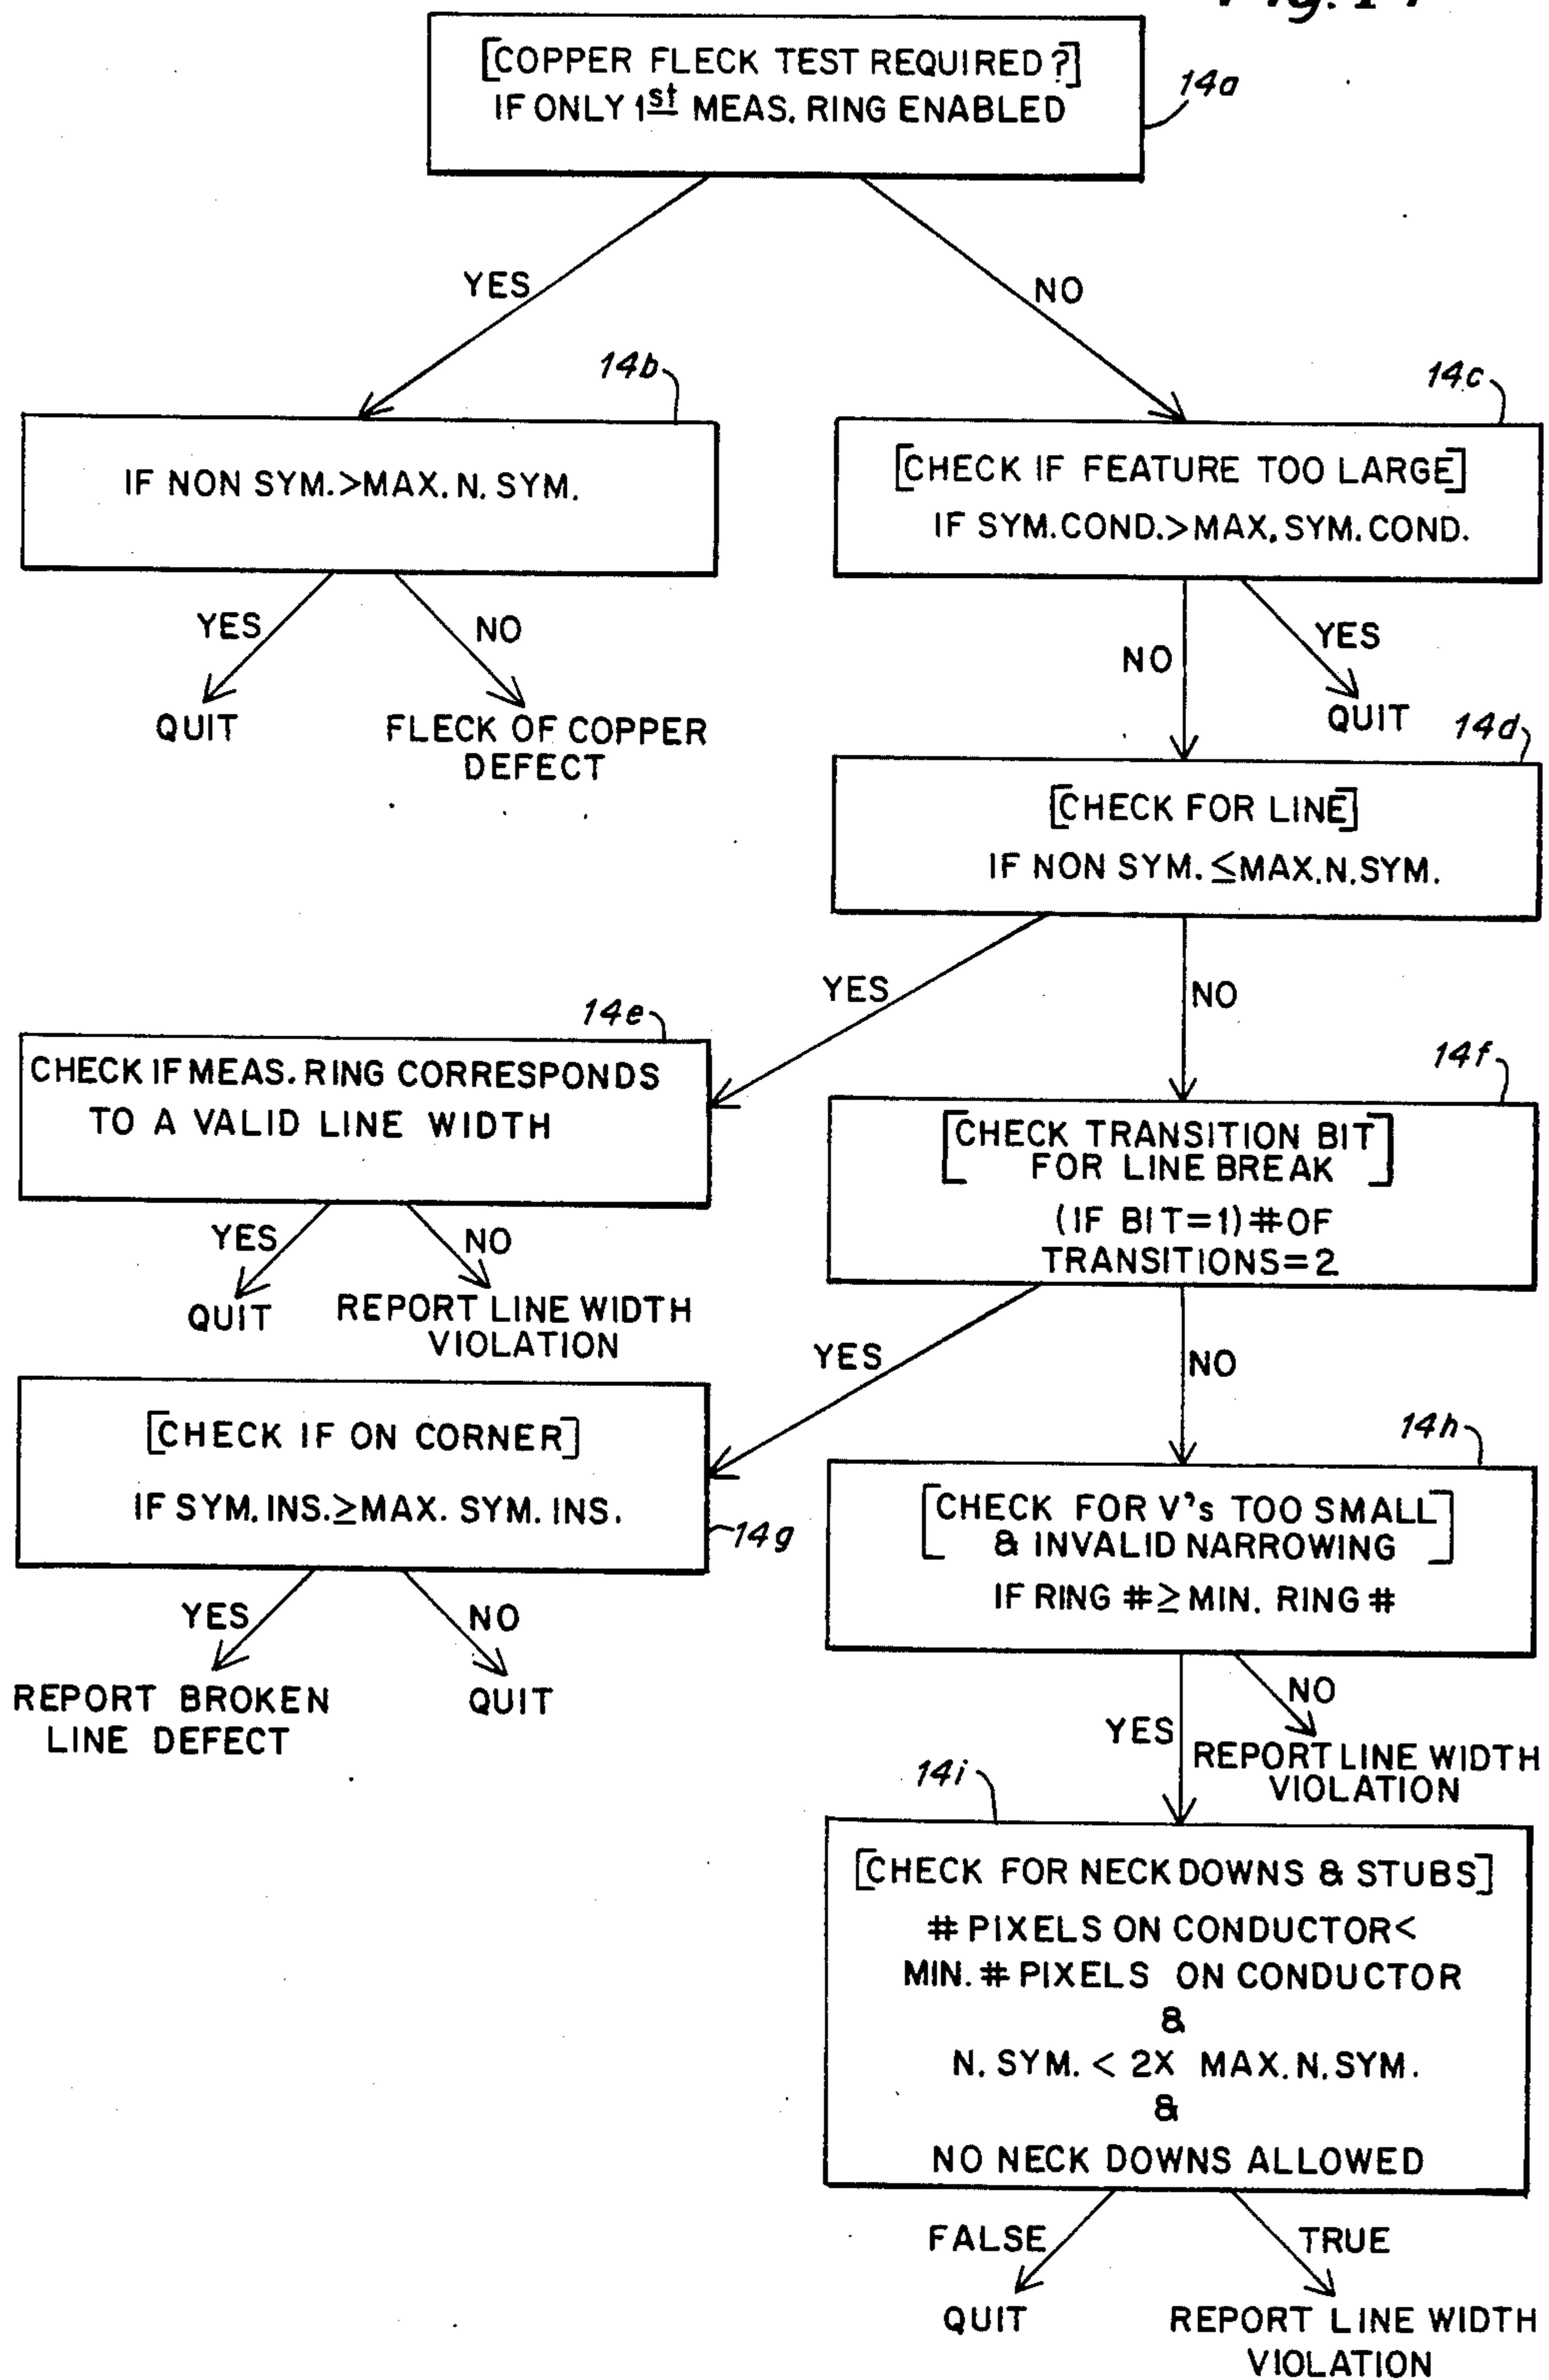 [COPPER FLECK TEST REQUIRED?]
IF ONLY 1st MEAS. RING ENABLED
14a
YES
NO
14b
14c
IF NON SYM.>MAX. N. SYM.
[CHECK IF FEATURE TOO LARGE]
IF SYM. COND.>MAX. SYM. COND.
YES
NO
NO
YES
QUIT
FLECK OF COPPER
DEFECT
QUIT
14d
[CHECK FOR LINE]
IF NON SYM. ≤MAX. N. SYM.
YES
NO
14e
CHECK IF MEAS. RING CORRESPONDS
TO A VALID LINE WIDTH
14f
[CHECK TRANSITION BIT
FOR LINE BREAK]
(IF BIT=1) # OF
TRANSITIONS=2
YES
NO
QUIT
REPORT LINE WIDTH
VIOLATION
YES
NO
[CHECK IF ON CORNER]
IF SYM. INS.≥MAX. SYM. INS.
14g
14h
[CHECK FOR V's TOO SMALL
& INVALID NARROWING]
IF RING #≥MIN. RING #
YES
NO
REPORT BROKEN
LINE DEFECT
QUIT
YES
NO
REPORT LINE WIDTH
VIOLATION
14i
[CHECK FOR NECK DOWNS & STUBS]
# PIXELS ON CONDUCTOR<
MIN. # PIXELS ON CONDUCTOR
&
N. SYM. < 2X MAX. N. SYM.
&
NO NECK DOWNS ALLOWED
FALSE
TRUE
QUIT
REPORT LINE WIDTH
VIOLATION